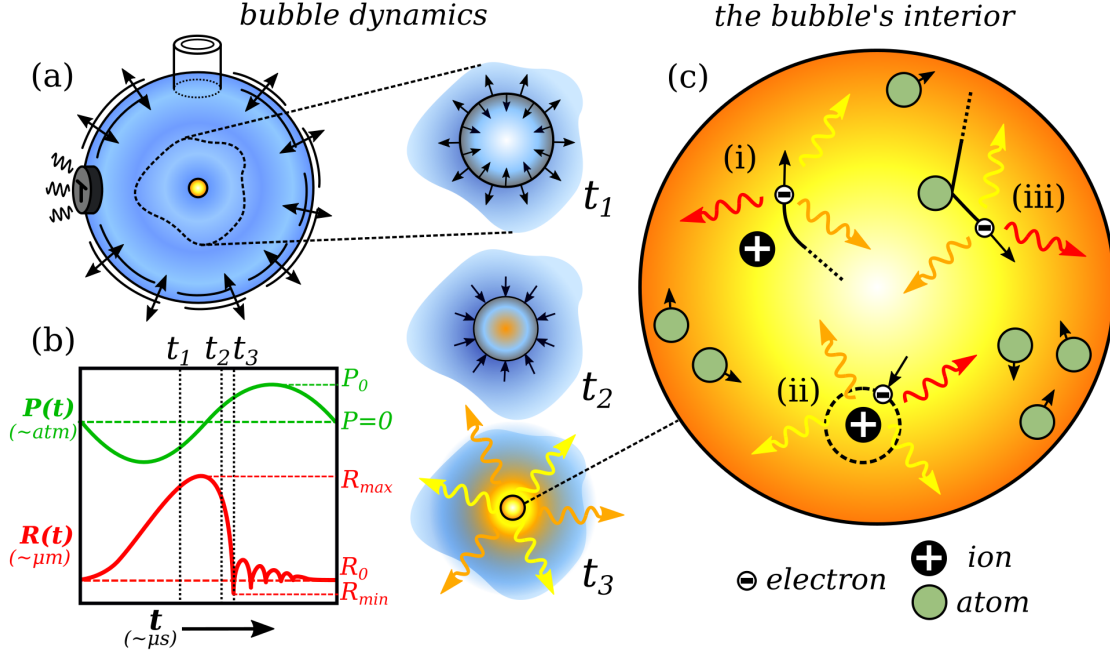 bubble dynamics
the bubble's interior
(a)
t₁
t₂
t₃
(b)
t₁ t₂ t₃
P(t)
(~atm)
P₀
P=0
R(t)
(~μm)
Rmax
R₀
Rmin
t
(~μs)
(c)
(i)
(iii)
(ii)
electron
ion
atom